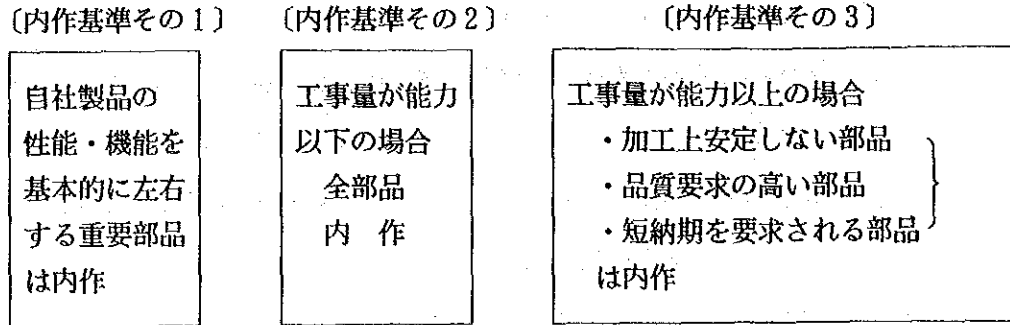 〔内作基準その1〕
自社製品の
性能・機能を
基本的に左右
する重要部品
は内作
〔内作基準その2〕
工事量が能力
以下の場合
全部品
内 作
〔内作基準その3〕
工事量が能力以上の場合
・加工上安定しない部品
・品質要求の高い部品
・短納期を要求される部品
は内作